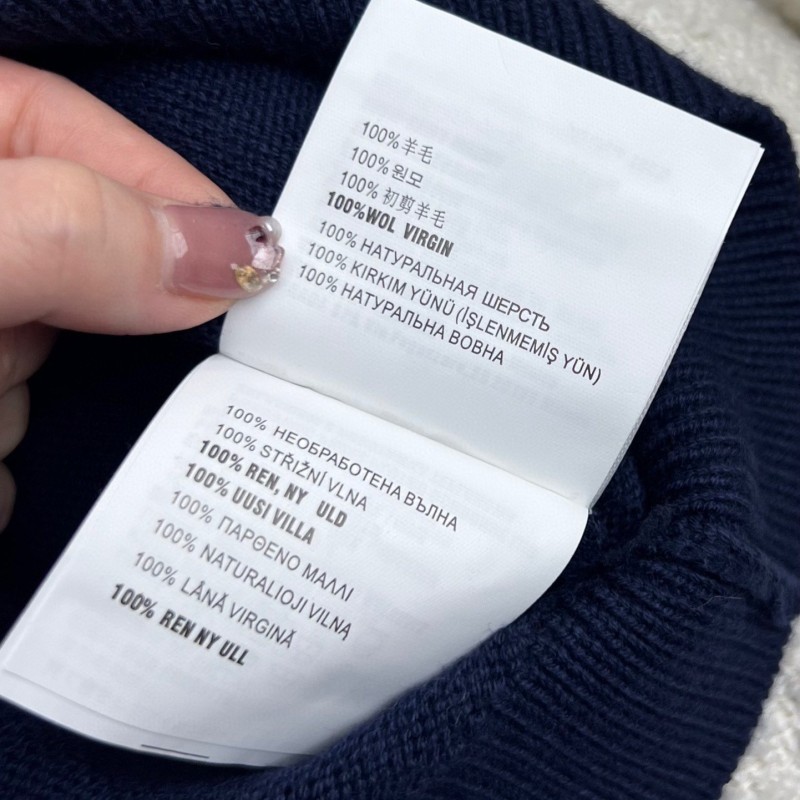 100%羊毛
100%원모
100% 初剪羊毛
100%WOL VIRGIN
100% НАТУРАЛЬНАЯ ШЕРСТЬ
100% KIRKIM YÜNÜ (İŞLENMEMİŞ YÜN)
100% НАТУРАЛЬНА ВОВНА
100% НЕОБРАБОТЕНА ВЪЛНА
100% STŘIŽNÍ VLNA
100% REN, NY ULD
100% UUSI VILLA
100% ΠΑΡΘΕΝΟ ΜΑΛΛΙ
100% NATURALIOJI VILNA
100% LÂNĂ VIRGINĂ
100% REN NY ULL